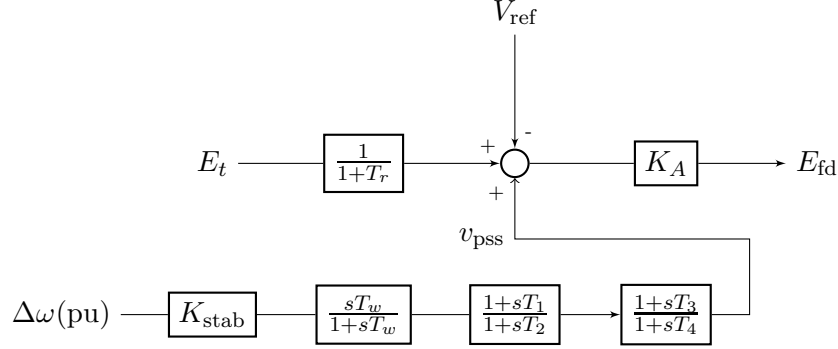 V_ref
-
E_t
1/(1+T_r)
+
K_A
E_fd
+
v_pss
Δω(pu)
K_stab
sT_w/(1+sT_w)
(1+sT_1)/(1+sT_2)
(1+sT_3)/(1+sT_4)